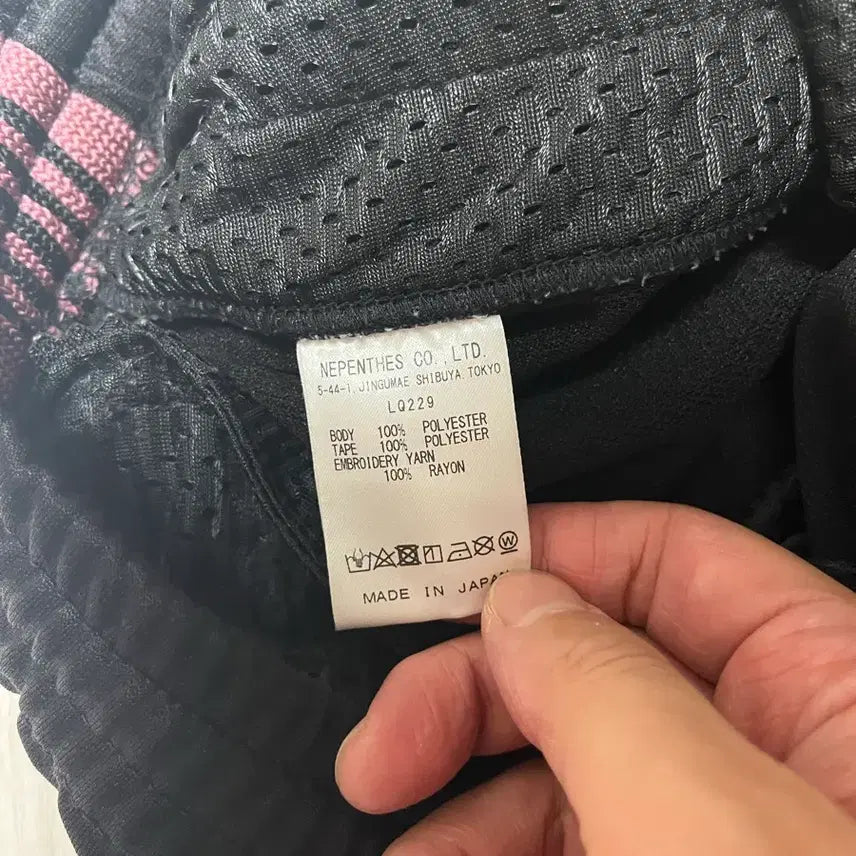 NEPENTHES CO., LTD.
5-44-1, JINGUMAE SHIBUYA TOKYO
LQ229
BODY 100% POLYESTER
TAPE 100% POLYESTER
EMBROIDERY YARN
100% RAYON
W
MADE IN JAPAN